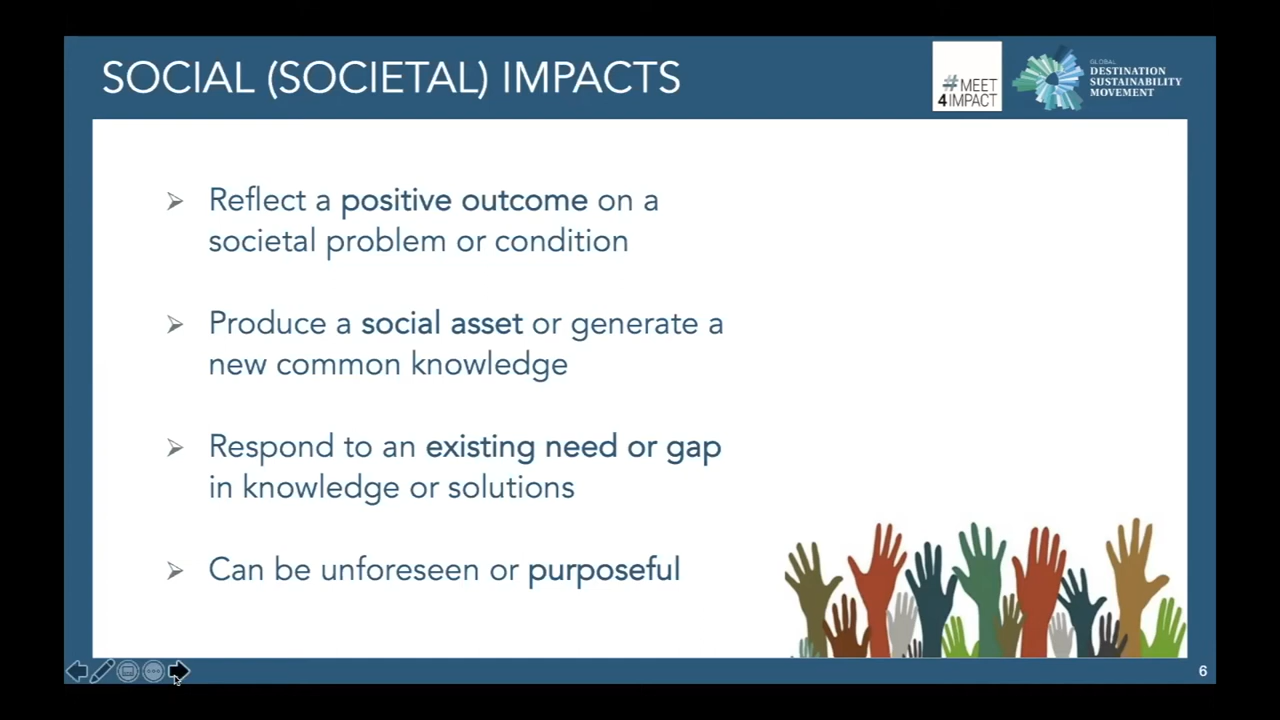 SOCIAL (SOCIETAL) IMPACTS
#MEET
4IMPACT
GLOBAL
DESTINATION
SUSTAINABILITY
MOVEMENT
Reflect a positive outcome on a
societal problem or condition
Produce a social asset or generate a
new common knowledge
Respond to an existing need or gap
in knowledge or solutions
Can be unforeseen or purposeful
6